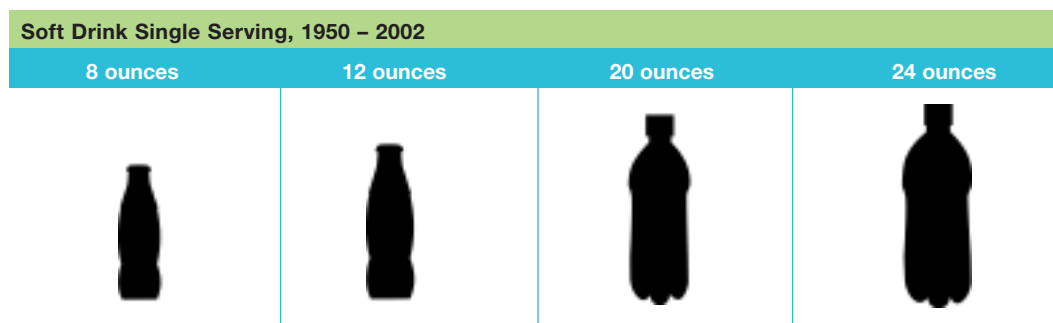 Soft Drink Single Serving, 1950 – 2002
8 ounces 12 ounces 20 ounces 24 ounces